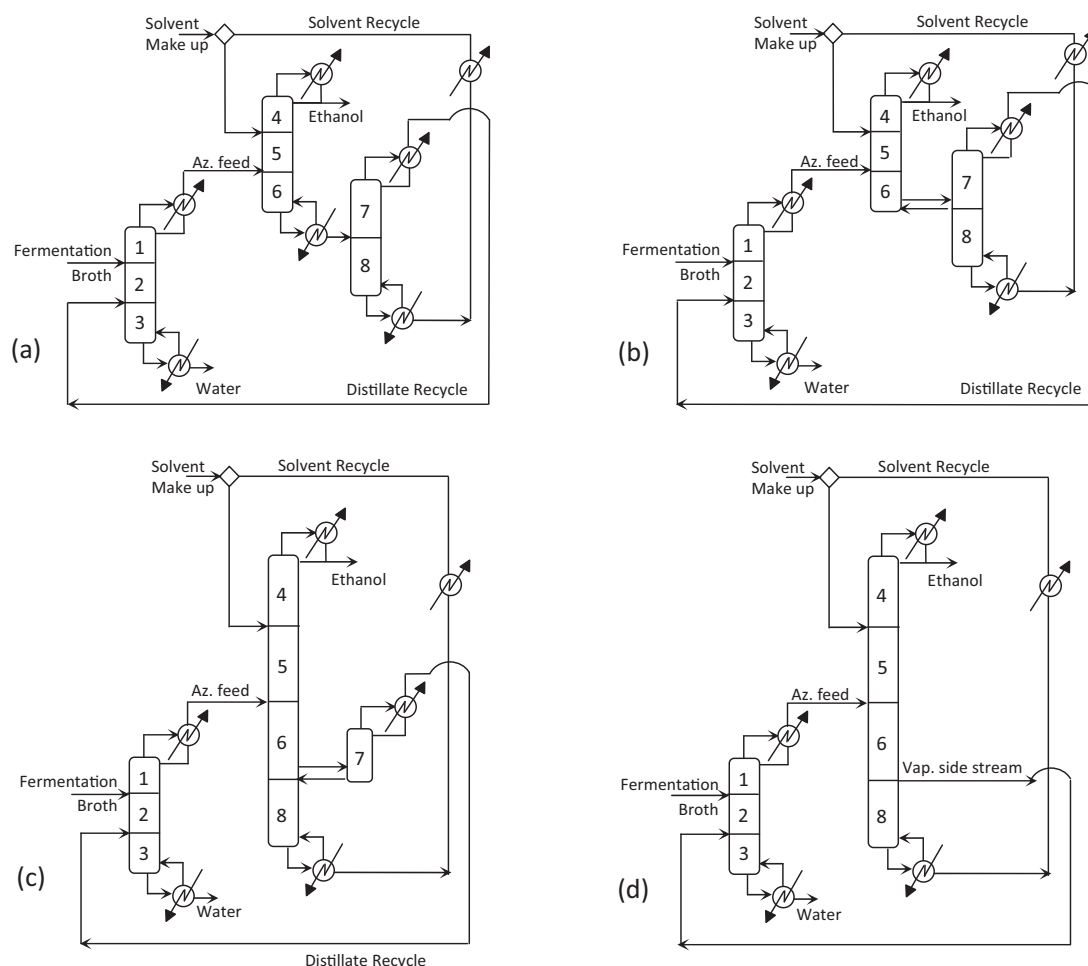 Solvent
Make up
Solvent Recycle
4
Ethanol
5
Az. feed
6
7
8
1
Fermentation
Broth
2
3
Water
Distillate Recycle
(a)
Solvent
Make up
Solvent Recycle
4
Ethanol
5
Az. feed
6
7
8
1
Fermentation
Broth
2
3
Water
Distillate Recycle
(b)
Solvent
Make up
Solvent Recycle
4
Ethanol
5
Az. feed
6
7
8
1
Fermentation
Broth
2
3
Water
Distillate Recycle
(c)
Solvent
Make up
Solvent Recycle
4
Ethanol
5
Az. feed
6
Vap. side stream
8
1
Fermentation
Broth
2
3
Water
(d)